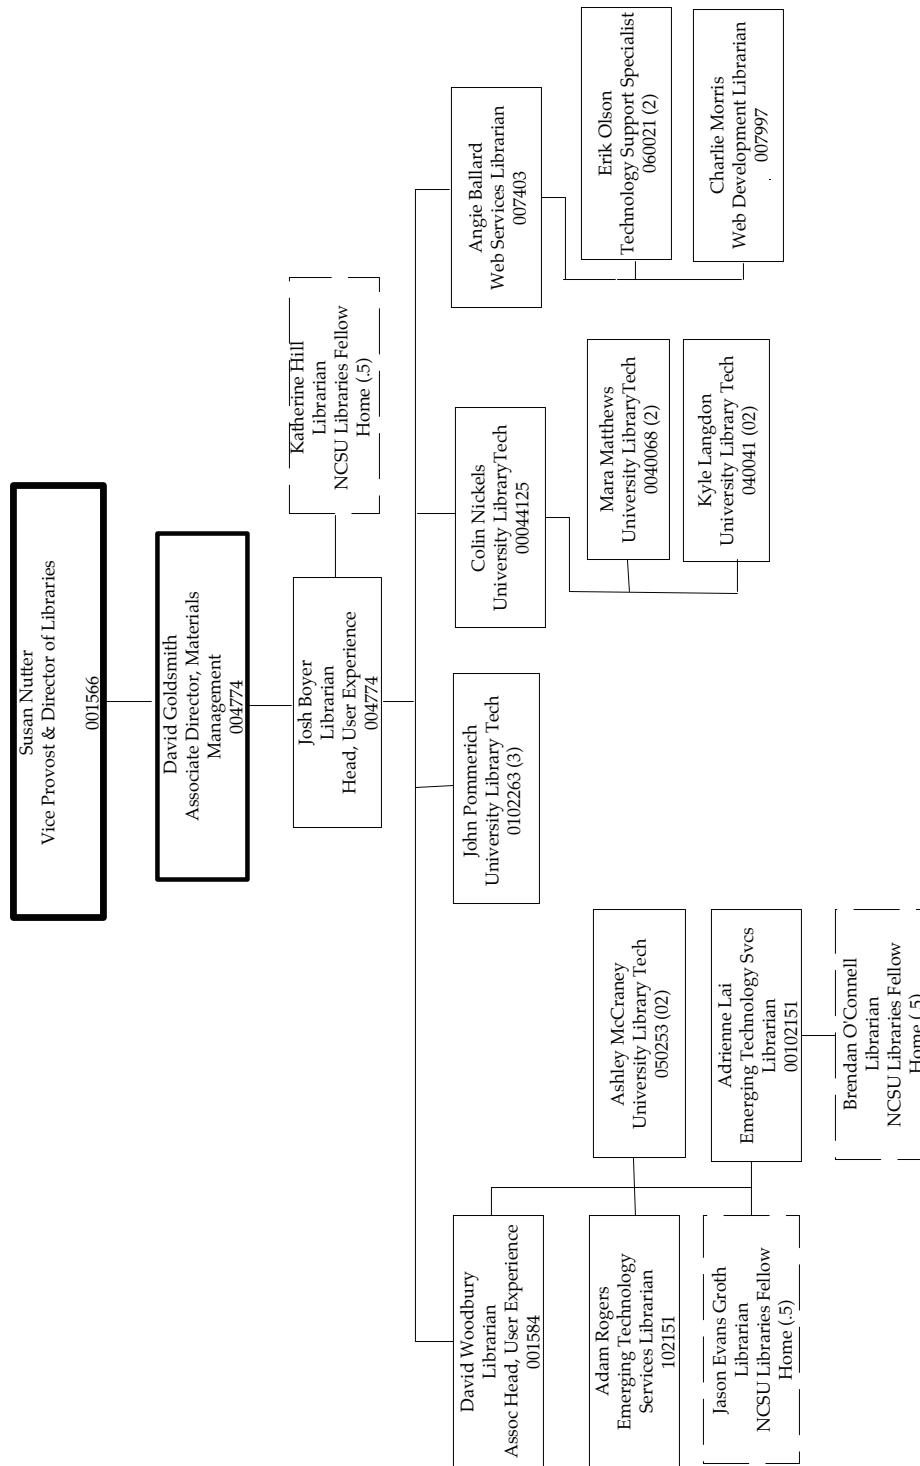 Susan Nutter
Vice Provost & Director of Libraries
001566
David Goldsmith
Associate Director, Materials
Management
004774
Josh Boyer
Librarian
Head, User Experience
004774
Katherine Hill
Librarian
NCSU Libraries Fellow
Home (.5)
David Woodbury
Librarian
Assoc Head, User Experience
001584
John Pommerich
University Library Tech
0102263 (3)
Colin Nickels
University LibraryTech
00044125
Angie Ballard
Web Services Librarian
007403
Adam Rogers
Emerging Technology
Services Librarian
102151
Ashley McCraney
University Library Tech
050253 (02)
Jason Evans Groth
Librarian
NCSU Libraries Fellow
Home (.5)
Adrienne Lai
Emerging Technology Svcs
Librarian
00102151
Brendan O'Connell
Librarian
NCSU Libraries Fellow
Home (.5)
Mara Matthews
University LibraryTech
0040068 (2)
Kyle Langdon
University Library Tech
040041 (02)
Erik Olson
Technology Support Specialist
060021 (2)
Charlie Morris
Web Development Librarian
007997
.